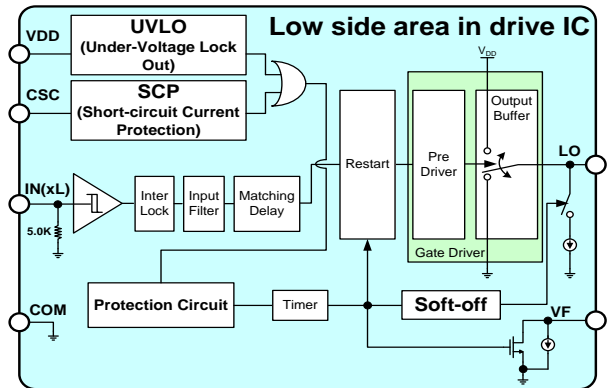 Low side area in drive IC
VDD
UVLO
(Under-Voltage Lock
Out)
CSC
SCP
(Short-circuit Current
Protection)
IN(xL)
5.0K
Inter
Lock
Input
Filter
Matching
Delay
Restart
VDD
Pre
Driver
Output
Buffer
Gate Driver
LO
COM
Protection Circuit
Timer
Soft-off
VF